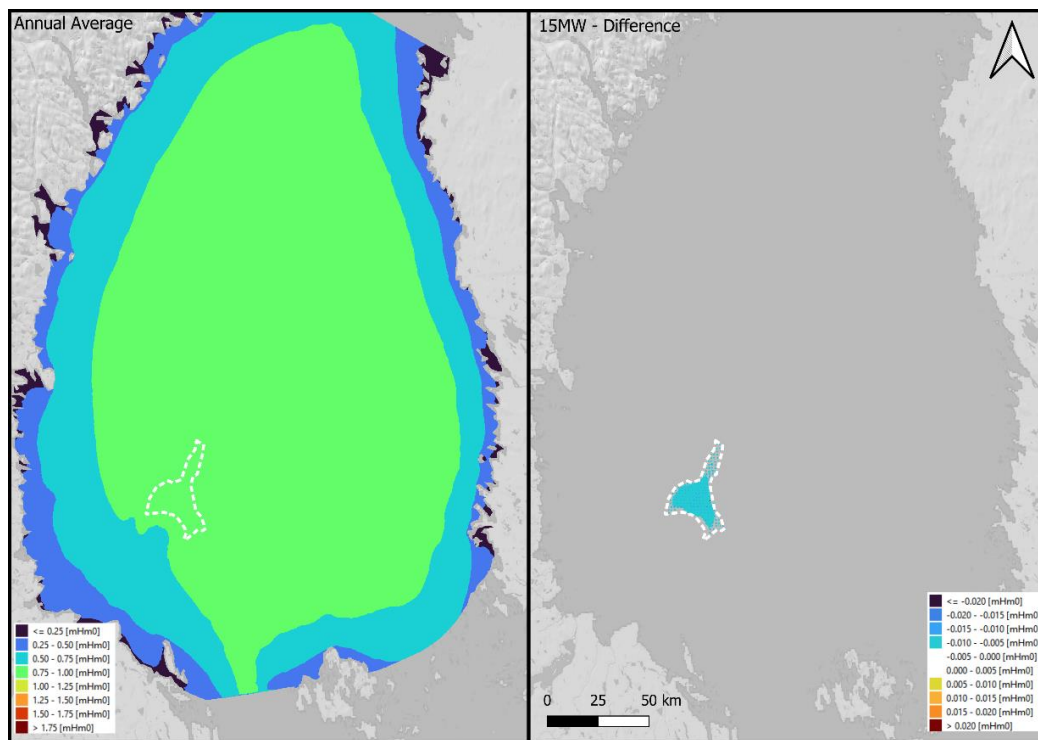 Annual Average
<= 0.25 [mHm0]
0.25 - 0.50 [mHm0]
0.50 - 0.75 [mHm0]
0.75 - 1.00 [mHm0]
1.00 - 1.25 [mHm0]
1.25 - 1.50 [mHm0]
1.50 - 1.75 [mHm0]
> 1.75 [mHm0]
15MW - Difference
0 25 50 km
<= -0.020 [mHm0]
-0.020 - -0.015 [mHm0]
-0.015 - -0.010 [mHm0]
-0.010 - -0.005 [mHm0]
-0.005 - 0.000 [mHm0]
0.000 - 0.005 [mHm0]
0.005 - 0.010 [mHm0]
0.010 - 0.015 [mHm0]
0.015 - 0.020 [mHm0]
> 0.020 [mHm0]